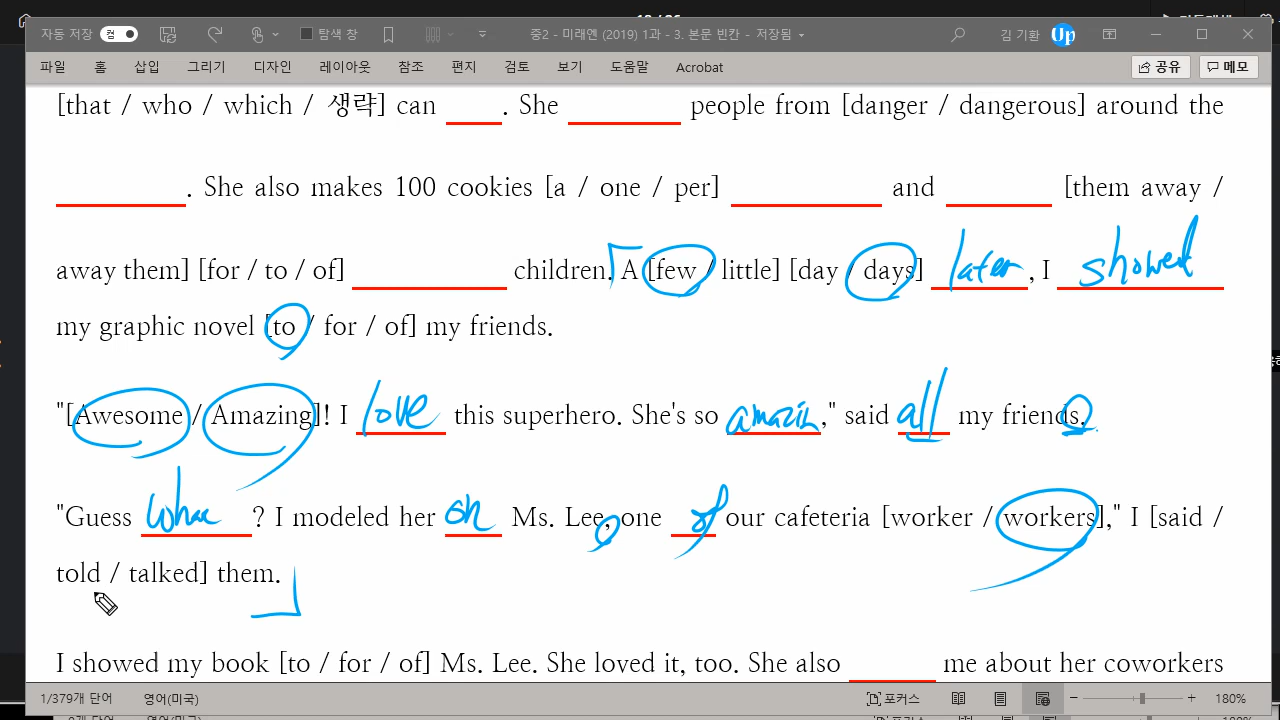 자동 저장 컴 탐색 창 중2 - 미래엔 (2019) 1과 - 3. 본문 빈칸 - 저장됨 김 기환 Up
파일 홈 삽입 그리기 디자인 레이아웃 참조 편지 검토 보기 도움말 Acrobat 공유 메모
[that / who / which / 생략] can ____. She ________ people from [danger / dangerous] around the
_________. She also makes 100 cookies [a / one / per] __________ and _______ [them away /
away them] [for / to / of] ___________ children. A [few / little] [day / days] later, I showed
my graphic novel [to / for / of] my friends.
"[Awesome / Amazing]! I love this superhero. She's so amazin," said all my friends.
"Guess what? I modeled her on Ms. Lee, one of our cafeteria [worker / workers]," I [said /
told / talked] them.
I showed my book [to / for / of] Ms. Lee. She loved it, too. She also ______ me about her coworkers
1/379개 단어 영어(미국) 포커스 180%